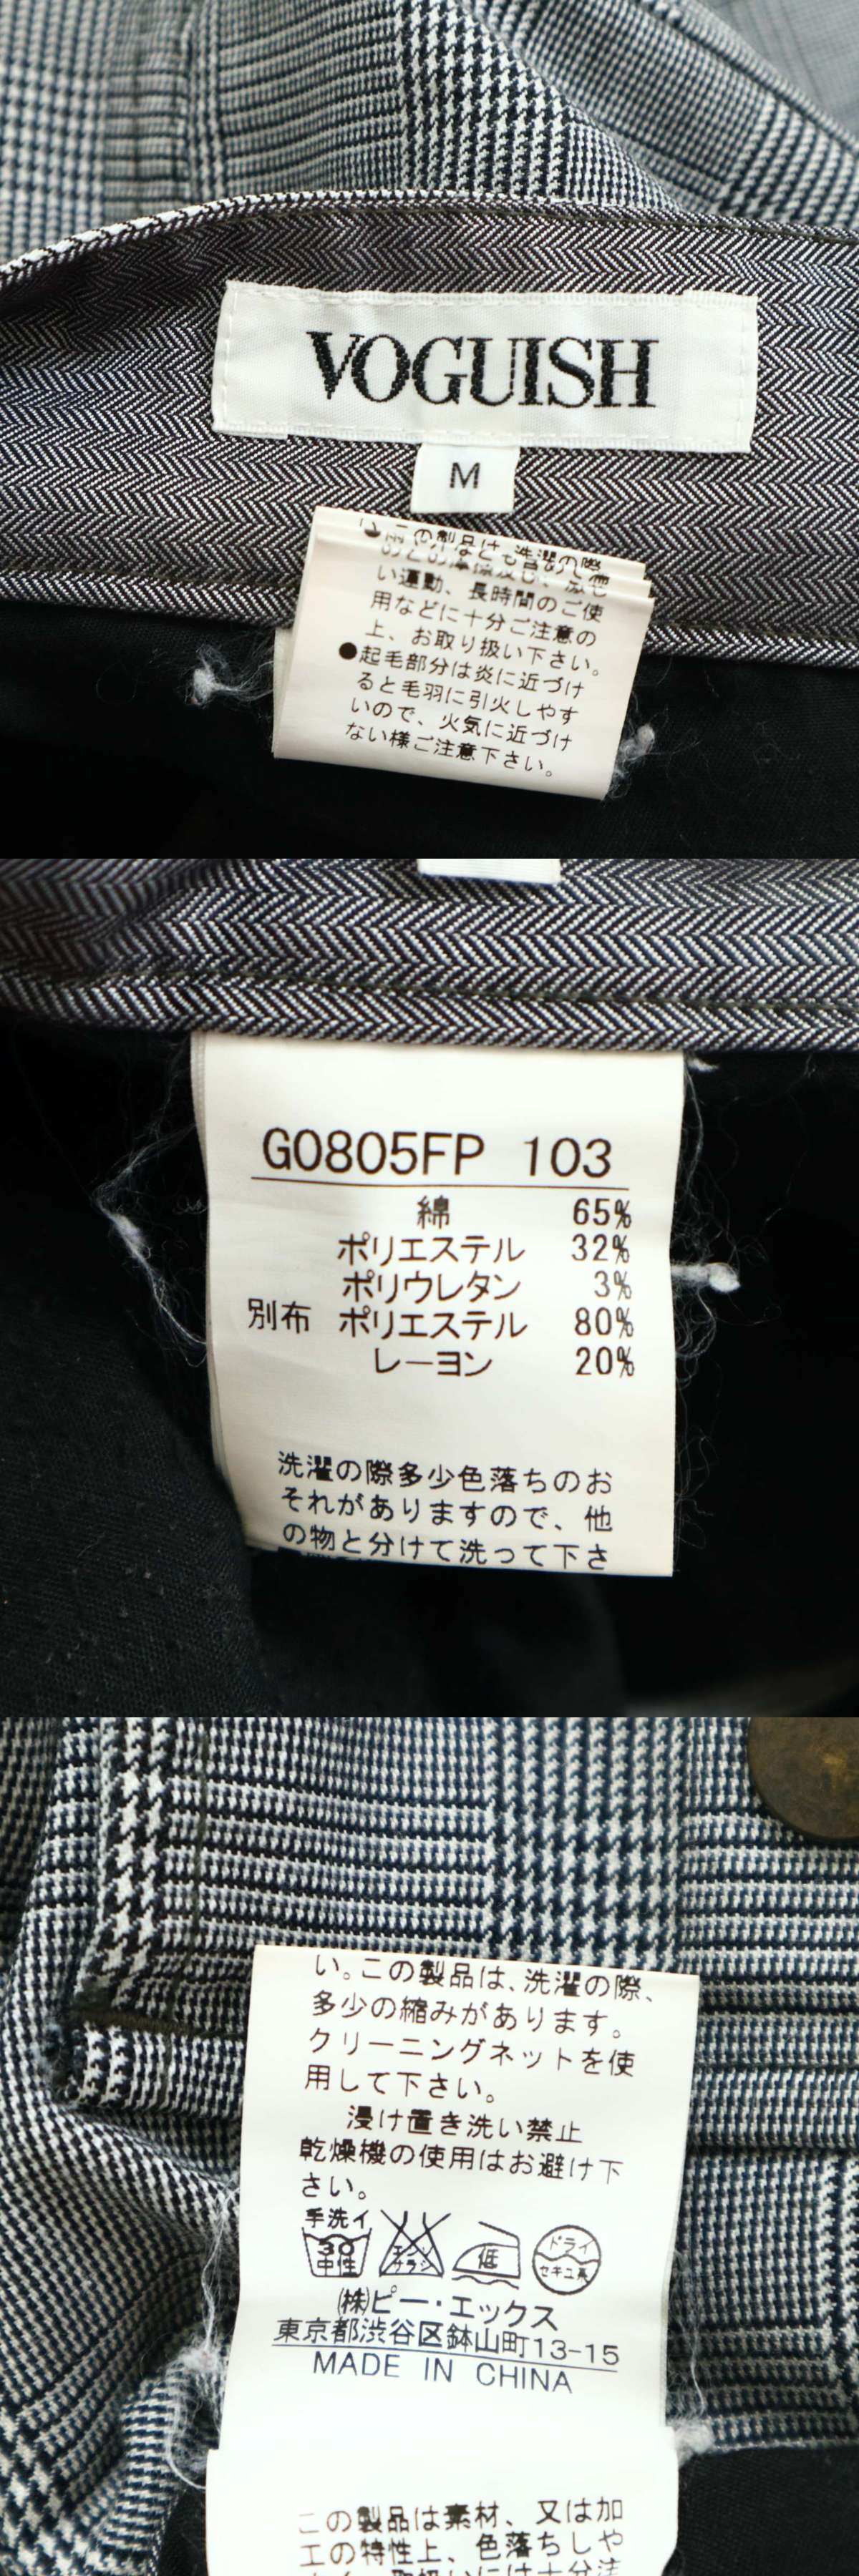 VOGUISH
M
い運動、長時間のご使
用などに十分ご注意の
上、お取り扱い下さい。
●起毛部分は炎に近づけ
ると毛羽に引火しやす
いので、火気に近づけ
ない様ご注意下さい。
G0805FP 103
綿 65%
ポリエステル 32%
ポリウレタン 3%
別布 ポリエステル 80%
レーヨン 20%
洗濯の際多少色落ちのお
それがありますので、他
の物と分けて洗って下さ
い。この製品は、洗濯の際、
多少の縮みがあります。
クリーニングネットを使
用して下さい。
浸け置き洗い禁止
乾燥機の使用はお避け下
さい。
手洗イ
30 中性
エンソ サラシ
低
ドライ セキユ系
㈱ピー・エックス
東京都渋谷区鉢山町13-15
MADE IN CHINA
この製品は素材、又は加
工の特性上、色落ちしや